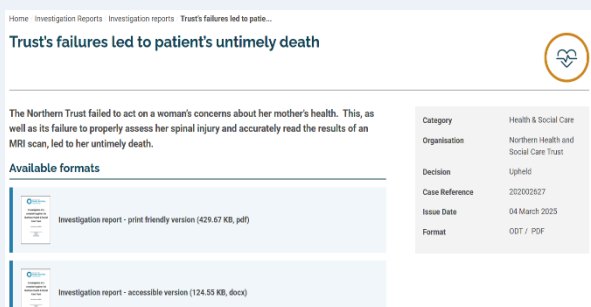 Home Investigation Reports Investigation reports Trust's failures led to patie...
Trust's failures led to patient's untimely death
The Northern Trust failed to act on a woman's concerns about her mother's health. This, as
well as its failure to properly assess her spinal injury and accurately read the results of an
MRI scan, led to her untimely death.
Available formats
Investigation report - print friendly version (429.67 KB, pdf)
Investigation report - accessible version (124.55 KB, docx)
Category Health & Social Care
Organisation Northern Health and
Social Care Trust
Decision Upheld
Case Reference 202002627
Issue Date 04 March 2025
Format ODT / PDF